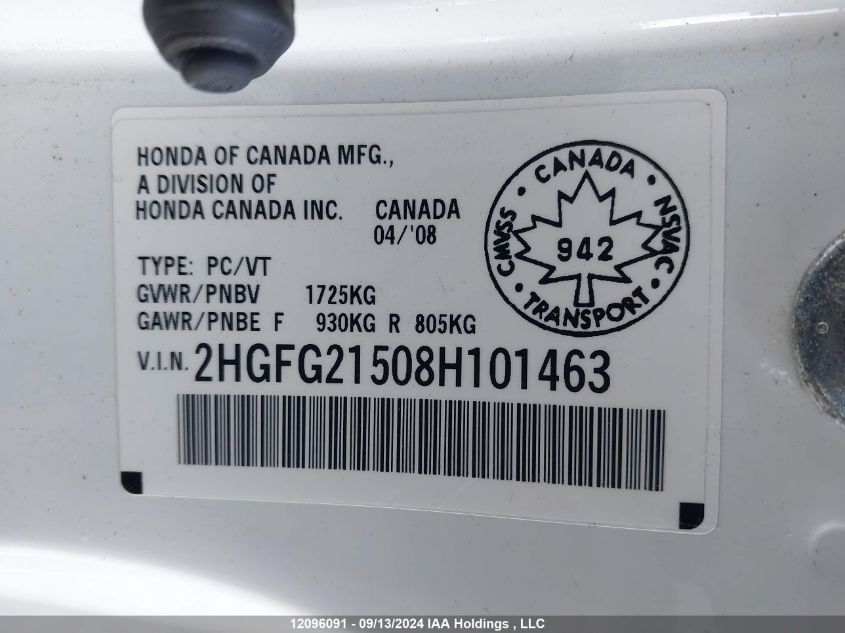 HONDA OF CANADA MFG.,
A DIVISION OF
HONDA CANADA INC. CANADA
04/'08
TYPE: PC/VT
GVWR/PNBV 1725KG
GAWR/PNBE F 930KG R 805KG
V.I.N. 2HGFG21508H101463
• CANADA •
CMVSS
NSVAC
942
• TRANSPORT •
12096091 - 09/13/2024 IAA Holdings , LLC